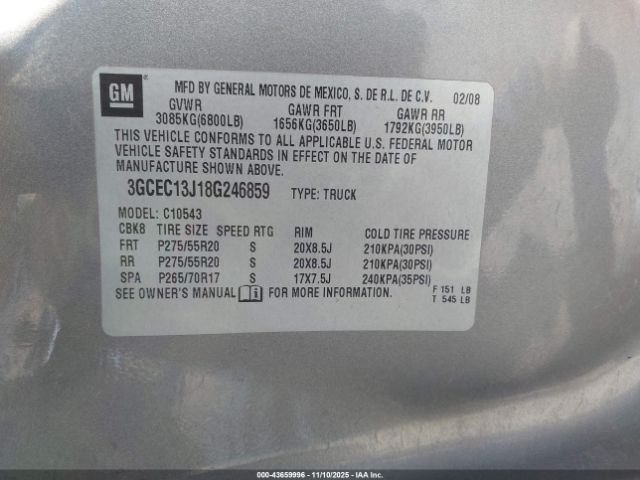 GM
MFD BY GENERAL MOTORS DE MEXICO, S. DE R.L. DE C.V. 02/08
GVWR GAWR FRT GAWR RR
3085KG(6800LB) 1656KG(3650LB) 1792KG(3950LB)
THIS VEHICLE CONFORMS TO ALL APPLICABLE U.S. FEDERAL MOTOR
VEHICLE SAFETY STANDARDS IN EFFECT ON THE DATE OF
MANUFACTURE SHOWN ABOVE.
3GCEC13J18G246859 TYPE: TRUCK
MODEL: C10543
CBK8 TIRE SIZE SPEED RTG RIM COLD TIRE PRESSURE
FRT P275/55R20 S 20X8.5J 210KPA(30PSI)
RR P275/55R20 S 20X8.5J 210KPA(30PSI)
SPA P265/70R17 S 17X7.5J 240KPA(35PSI)
SEE OWNER'S MANUAL i FOR MORE INFORMATION. F 151 LB
T 545 LB
000-43659996 - 11/10/2025 - IAA Inc.